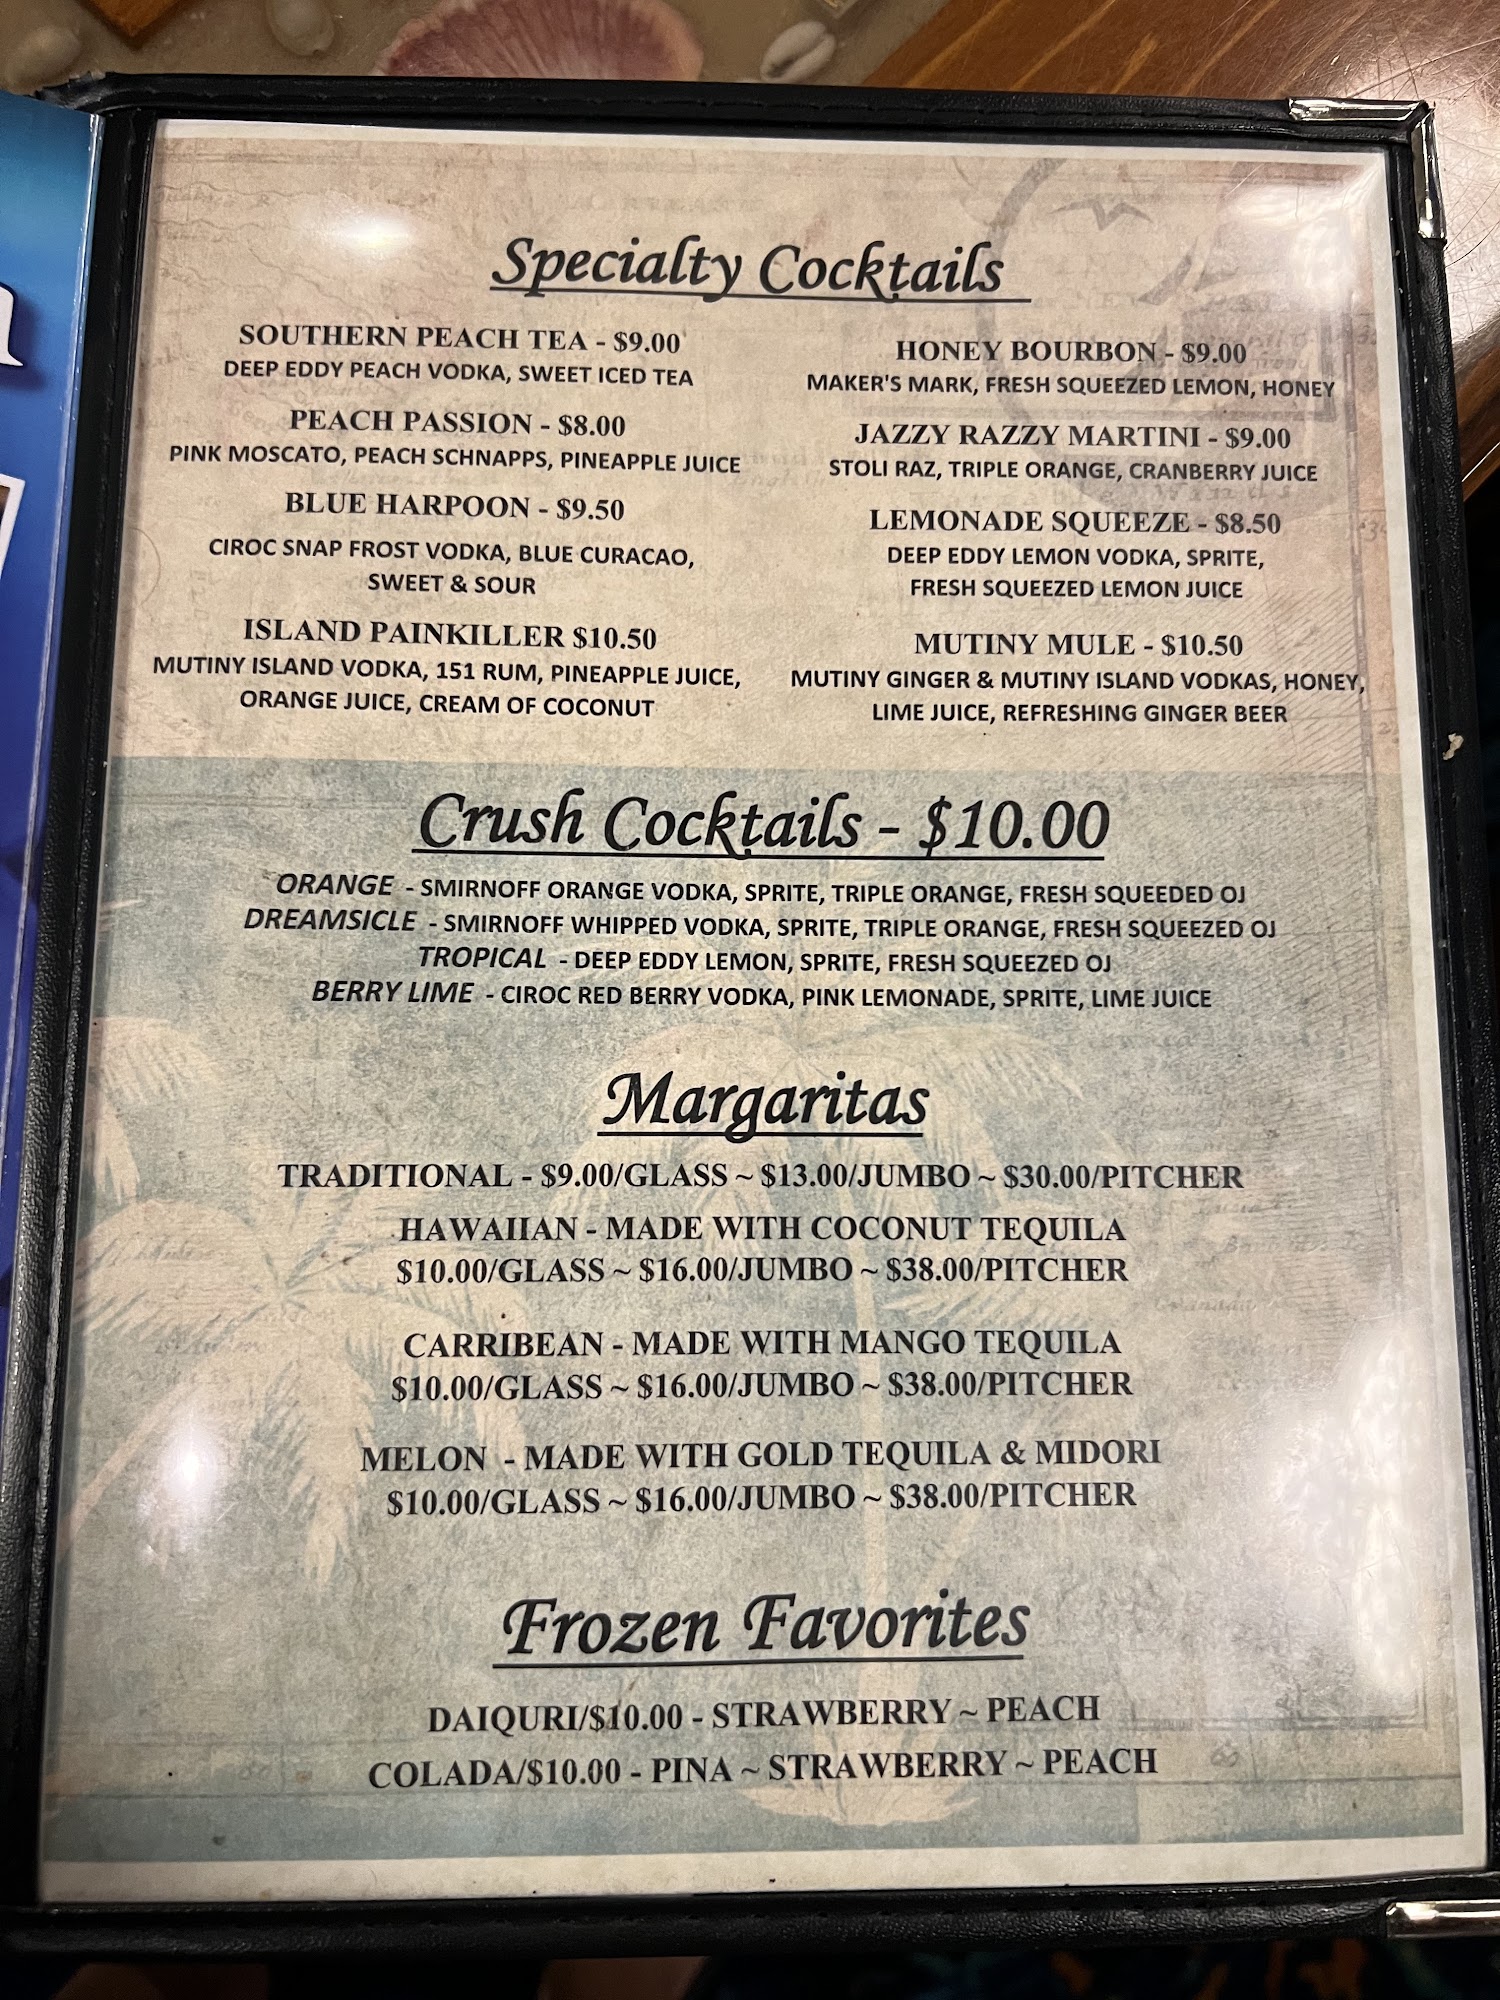 Specialty Cocktails
SOUTHERN PEACH TEA - $9.00
DEEP EDDY PEACH VODKA, SWEET ICED TEA
PEACH PASSION - $8.00
PINK MOSCATO, PEACH SCHNAPPS, PINEAPPLE JUICE
BLUE HARPOON - $9.50
CIROC SNAP FROST VODKA, BLUE CURACAO,
SWEET & SOUR
ISLAND PAINKILLER $10.50
MUTINY ISLAND VODKA, 151 RUM, PINEAPPLE JUICE,
ORANGE JUICE, CREAM OF COCONUT
HONEY BOURBON - $9.00
MAKER'S MARK, FRESH SQUEEZED LEMON, HONEY
JAZZY RAZZY MARTINI - $9.00
STOLI RAZ, TRIPLE ORANGE, CRANBERRY JUICE
LEMONADE SQUEEZE - $8.50
DEEP EDDY LEMON VODKA, SPRITE,
FRESH SQUEEZED LEMON JUICE
MUTINY MULE - $10.50
MUTINY GINGER & MUTINY ISLAND VODKAS, HONEY,
LIME JUICE, REFRESHING GINGER BEER
Crush Cocktails - $10.00
ORANGE - SMIRNOFF ORANGE VODKA, SPRITE, TRIPLE ORANGE, FRESH SQUEEDED OJ
DREAMSICLE - SMIRNOFF WHIPPED VODKA, SPRITE, TRIPLE ORANGE, FRESH SQUEEZED OJ
TROPICAL - DEEP EDDY LEMON, SPRITE, FRESH SQUEEZED OJ
BERRY LIME - CIROC RED BERRY VODKA, PINK LEMONADE, SPRITE, LIME JUICE
Margaritas
TRADITIONAL - $9.00/GLASS ~ $13.00/JUMBO ~ $30.00/PITCHER
HAWAIIAN - MADE WITH COCONUT TEQUILA
$10.00/GLASS ~ $16.00/JUMBO ~ $38.00/PITCHER
CARRIBEAN - MADE WITH MANGO TEQUILA
$10.00/GLASS ~ $16.00/JUMBO ~ $38.00/PITCHER
MELON - MADE WITH GOLD TEQUILA & MIDORI
$10.00/GLASS ~ $16.00/JUMBO ~ $38.00/PITCHER
Frozen Favorites
DAIQURI/$10.00 - STRAWBERRY ~ PEACH
COLADA/$10.00 - PINA ~ STRAWBERRY ~ PEACH